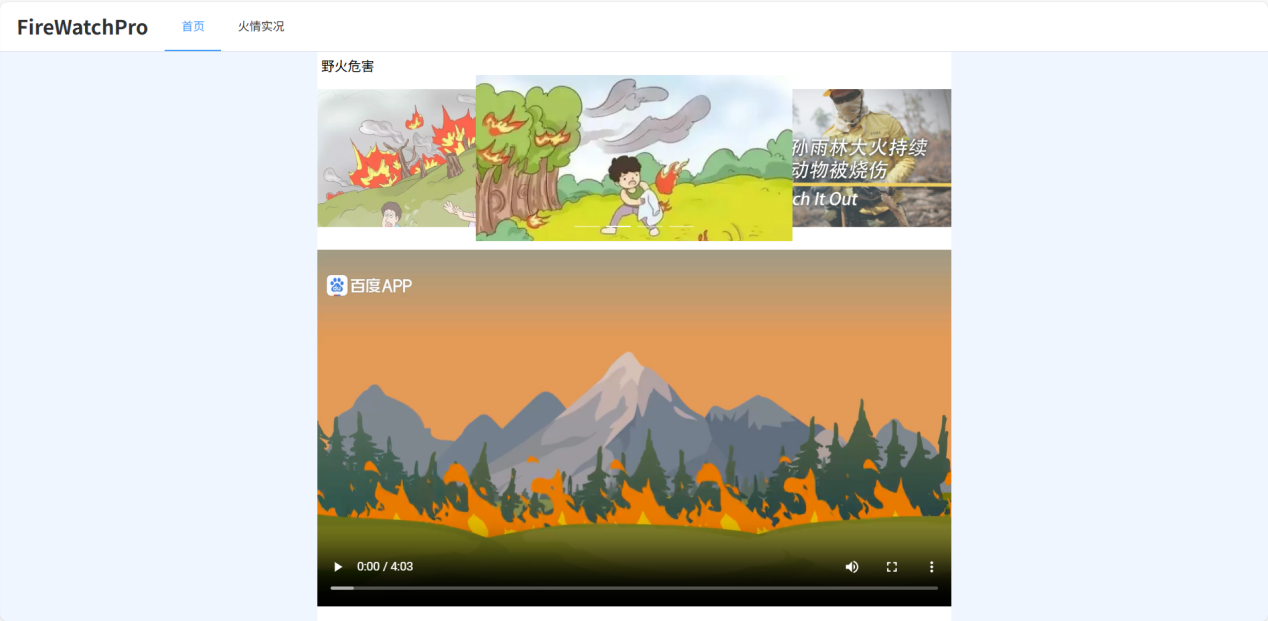 FireWatchPro 首页 火情实况
野火危害
孙雨林大火持续
动物被烧伤
ch It Out
百度APP
0:00 / 4:03